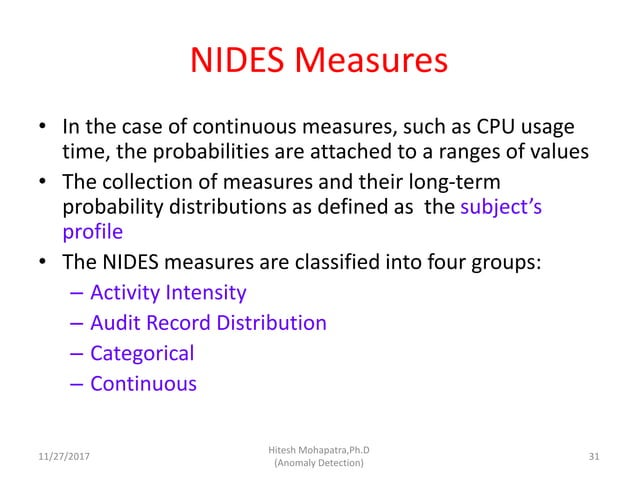 NIDES Measures
• In the case of continuous measures, such as CPU usage
time, the probabilities are attached to a ranges of values
• The collection of measures and their long-term
probability distributions as defined as  the subject’s
profile
• The NIDES measures are classified into four groups:
– Activity Intensity
– Audit Record Distribution
– Categorical
– Continuous
11/27/2017
Hitesh Mohapatra,Ph.D
(Anomaly Detection)
31